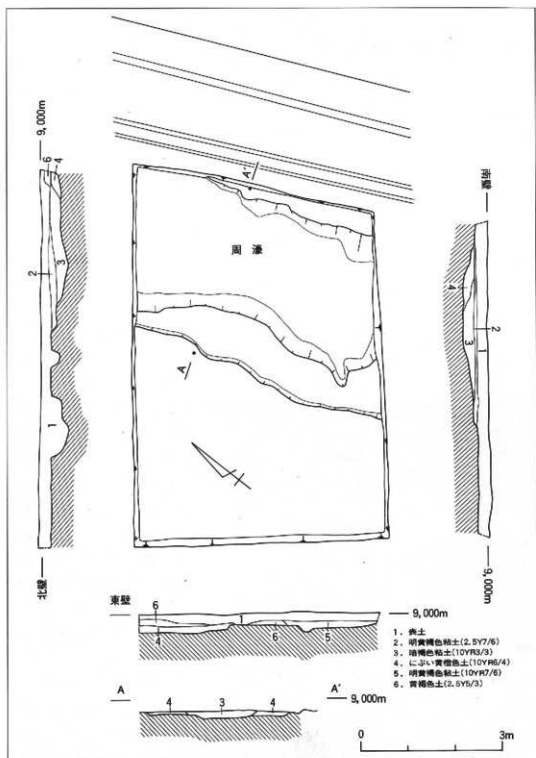 9,000m
6
4
2
3
1
北壁
A'
周濠
A
南壁
4
2
3
1
9,000m
東壁
6
1
9,000m
4
6
5
A
4
3
4
A'
9,000m
1. 表土
2. 明黄褐色粘土(2.5Y7/6)
3. 暗褐色粘土(10YR3/3)
4. にぶい黄橙色土(10YR6/4)
5. 明黄褐色粘土(10YR7/6)
6. 黄褐色土(2.5Y5/3)
0
3m